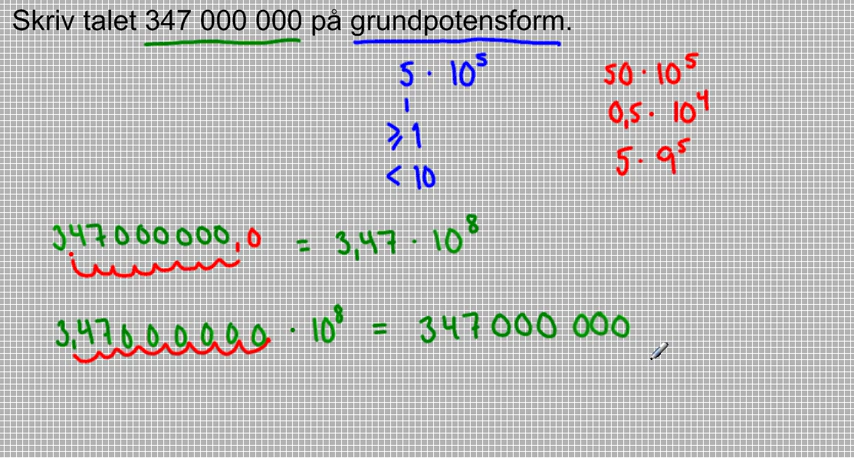 Skriv talet 347 000 000 på grundpotensform.
5 · 10⁵
≥ 1
< 10
50 · 10⁵
0,5 · 10⁴
5 · 9⁵
347000000,0 = 3,47 · 10⁸
3,47000000 · 10⁸ = 347 000 000